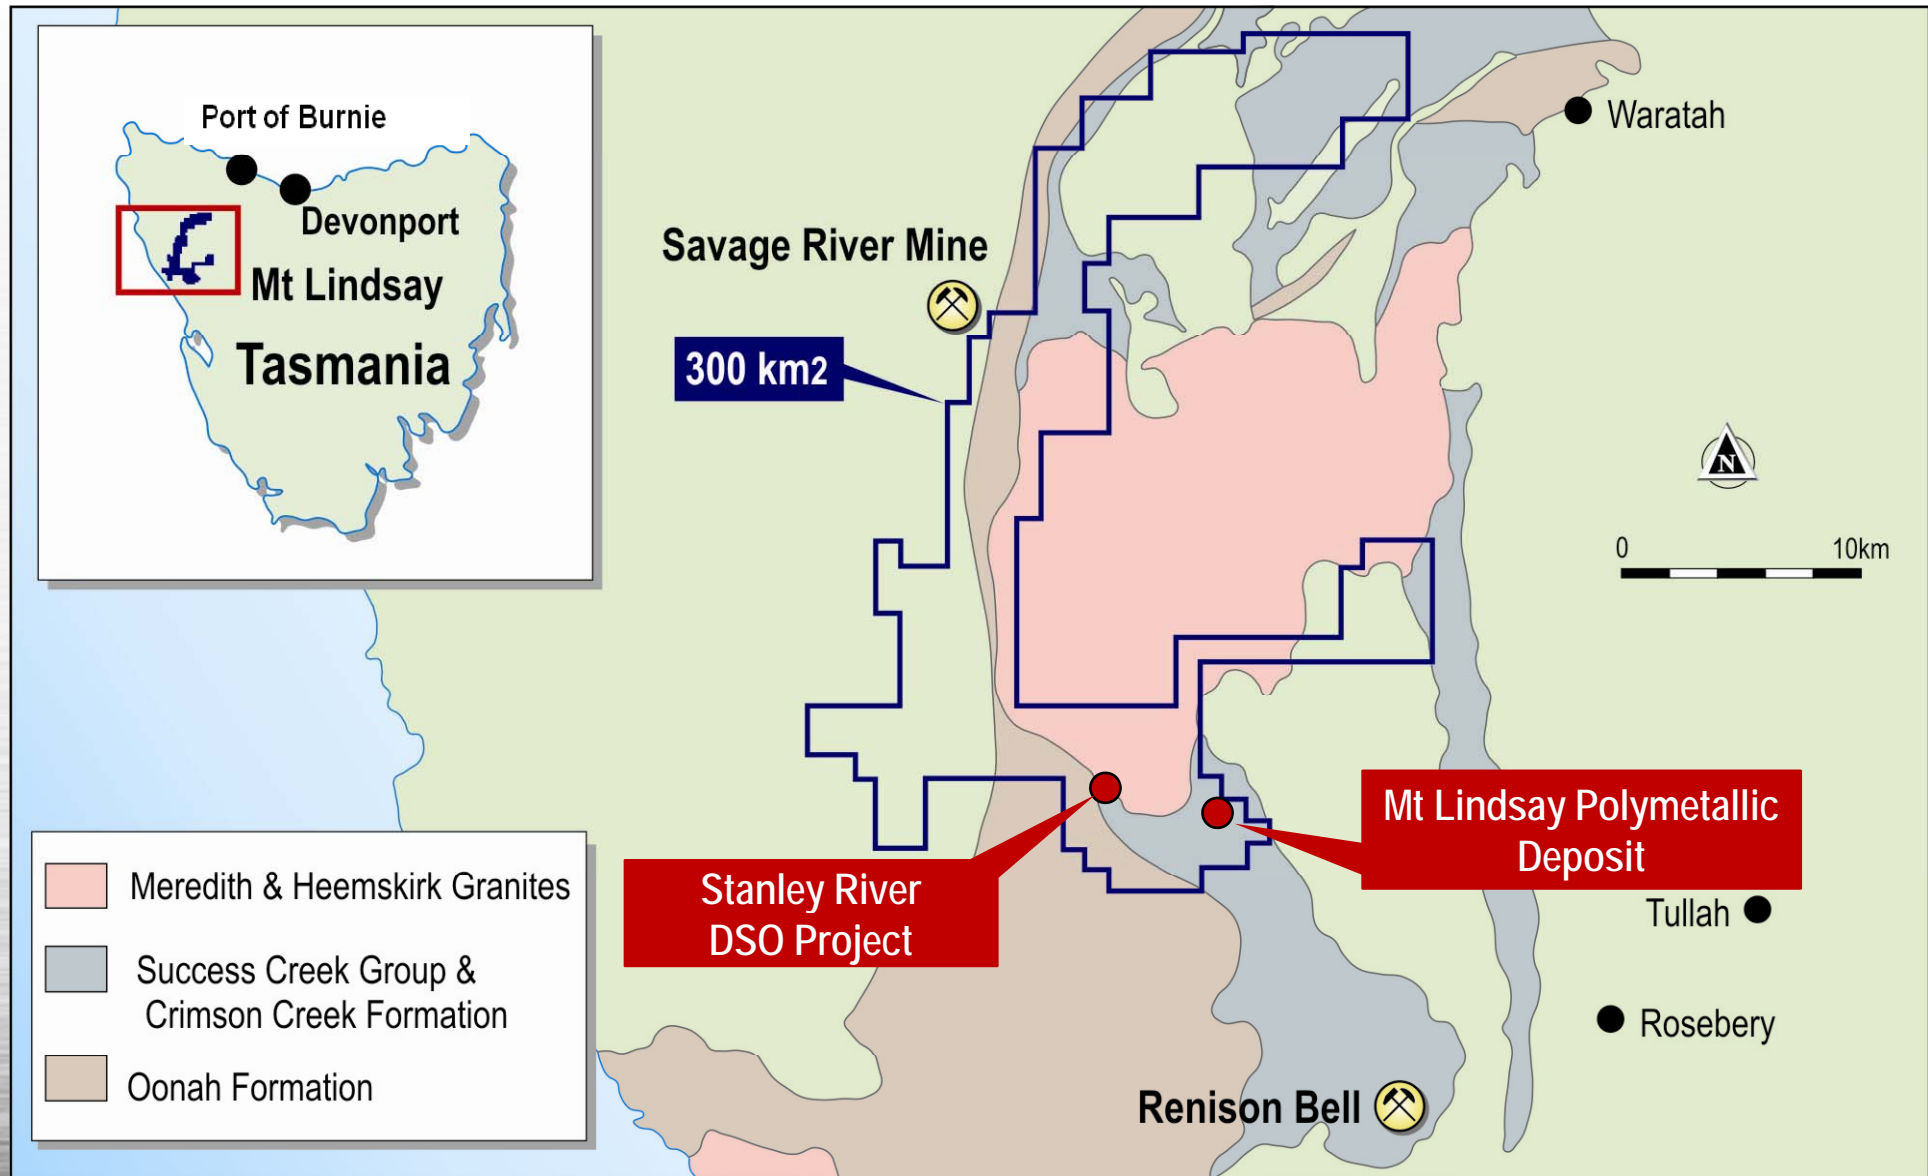 Port of Burnie
Devonport
Mt Lindsay
Tasmania
Waratah
Savage River Mine
300 km2
N
0 10km
Mt Lindsay Polymetallic
Deposit
Stanley River
DSO Project
Tullah
Rosebery
Renison Bell
Meredith & Heemskirk Granites
Success Creek Group &
Crimson Creek Formation
Oonah Formation